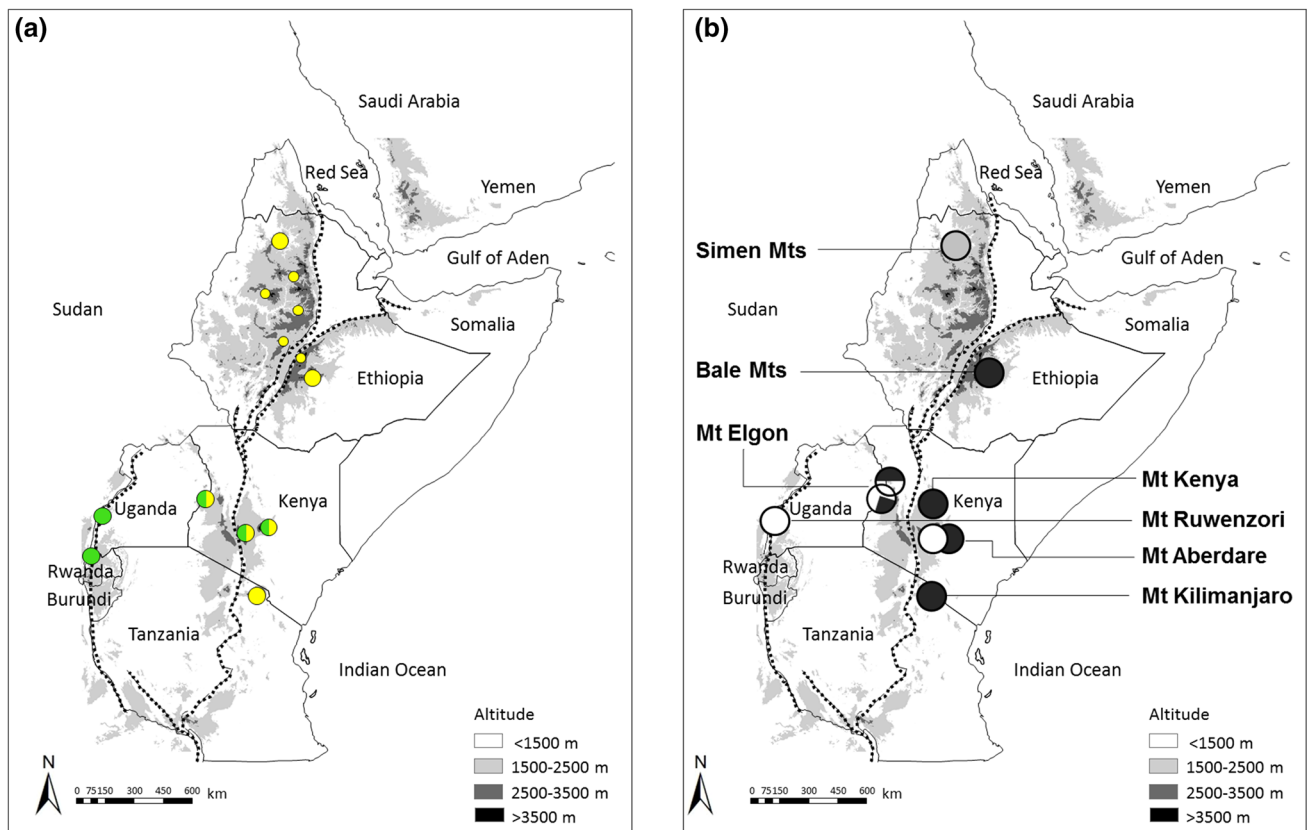 (a)
Saudi Arabia
Red Sea
Yemen
Gulf of Aden
Sudan
Somalia
Ethiopia
Uganda
Kenya
Rwanda
Burundi
Tanzania
Indian Ocean
Altitude
<1500 m
1500-2500 m
2500-3500 m
>3500 m
N
0 75 150 300 450 600 km
(b)
Saudi Arabia
Red Sea
Yemen
Simen Mts
Gulf of Aden
Sudan
Somalia
Bale Mts
Ethiopia
Mt Elgon
Mt Kenya
Uganda
Kenya
Mt Ruwenzori
Mt Aberdare
Rwanda
Burundi
Mt Kilimanjaro
Tanzania
Indian Ocean
Altitude
<1500 m
1500-2500 m
2500-3500 m
>3500 m
N
0 75 150 300 450 600 km